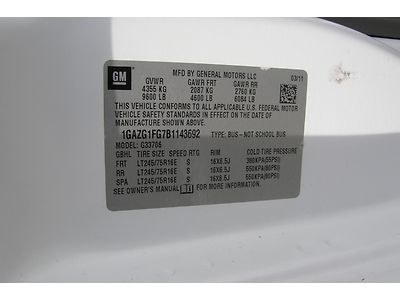 GM
MFD BY GENERAL MOTORS LLC 03/11
GVWR GAWR FRT GAWR RR
4355 KG 2087 KG 2760 KG
9600 LB 4600 LB 6084 LB
THIS VEHICLE CONFORMS TO ALL APPLICABLE U.S. FEDERAL MOTOR
VEHICLE SAFETY STANDARDS IN EFFECT ON THE DATE OF
MANUFACTURE SHOWN ABOVE.
1GAZG1FG7B1143692 TYPE: BUS—NOT SCHOOL BUS
MODEL: G33706
GBHL TIRE SIZE SPEED RTG RIM COLD TIRE PRESSURE
FRT LT245/75R16E S 16X6.5J 380KPA(55PSI)
RR LT245/75R16E S 16X6.5J 550KPA(80PSI)
SPA LT245/75R16E S 16X6.5J 550KPA(80PSI)
SEE OWNER'S MANUAL FOR MORE INFORMATION.